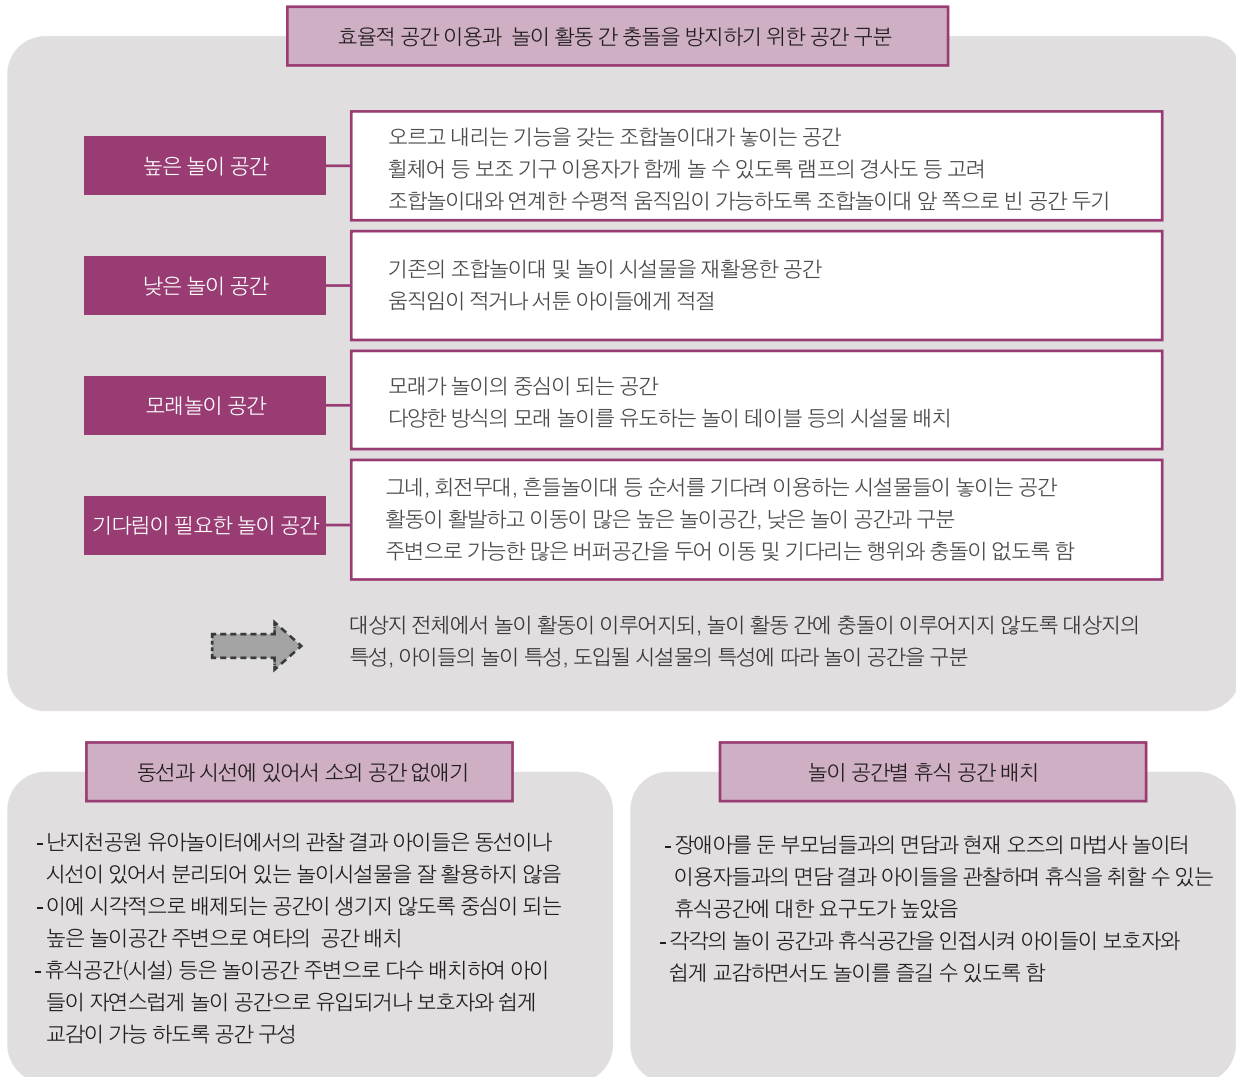 효율적 공간 이용과 놀이 활동 간 충돌을 방지하기 위한 공간 구분
높은 놀이 공간
오르고 내리는 기능을 갖는 조합놀이대가 놓이는 공간
휠체어 등 보조 기구 이용자가 함께 놀 수 있도록 램프의 경사도 등 고려
조합놀이대와 연계한 수평적 움직임이 가능하도록 조합놀이대 앞 쪽으로 빈 공간 두기
낮은 놀이 공간
기존의 조합놀이대 및 놀이 시설물을 재활용한 공간
움직임이 적거나 서툰 아이들에게 적절
모래놀이 공간
모래가 놀이의 중심이 되는 공간
다양한 방식의 모래 놀이를 유도하는 놀이 테이블 등의 시설물 배치
기다림이 필요한 놀이 공간
그네, 회전무대, 흔들놀이대 등 순서를 기다려 이용하는 시설물들이 놓이는 공간
활동이 활발하고 이동이 많은 높은 놀이공간, 낮은 놀이 공간과 구분
주변으로 가능한 많은 버퍼공간을 두어 이동 및 기다리는 행위와 충돌이 없도록 함
대상지 전체에서 놀이 활동이 이루어지되, 놀이 활동 간에 충돌이 이루어지지 않도록 대상지의
특성, 아이들의 놀이 특성, 도입될 시설물의 특성에 따라 놀이 공간을 구분
동선과 시선에 있어서 소외 공간 없애기
-난지천공원 유아놀이터에서의 관찰 결과 아이들은 동선이나
시선이 있어서 분리되어 있는 놀이시설물을 잘 활용하지 않음
-이에 시각적으로 배제되는 공간이 생기지 않도록 중심이 되는
높은 놀이공간 주변으로 여타의 공간 배치
-휴식공간(시설) 등은 놀이공간 주변으로 다수 배치하여 아이
들이 자연스럽게 놀이 공간으로 유입되거나 보호자와 쉽게
교감이 가능 하도록 공간 구성
놀이 공간별 휴식 공간 배치
-장애아를 둔 부모님들과의 면담과 현재 오즈의 마법사 놀이터
이용자들과의 면담 결과 아이들을 관찰하며 휴식을 취할 수 있는
휴식공간에 대한 요구도가 높았음
-각각의 놀이 공간과 휴식공간을 인접시켜 아이들이 보호자와
쉽게 교감하면서도 놀이를 즐길 수 있도록 함